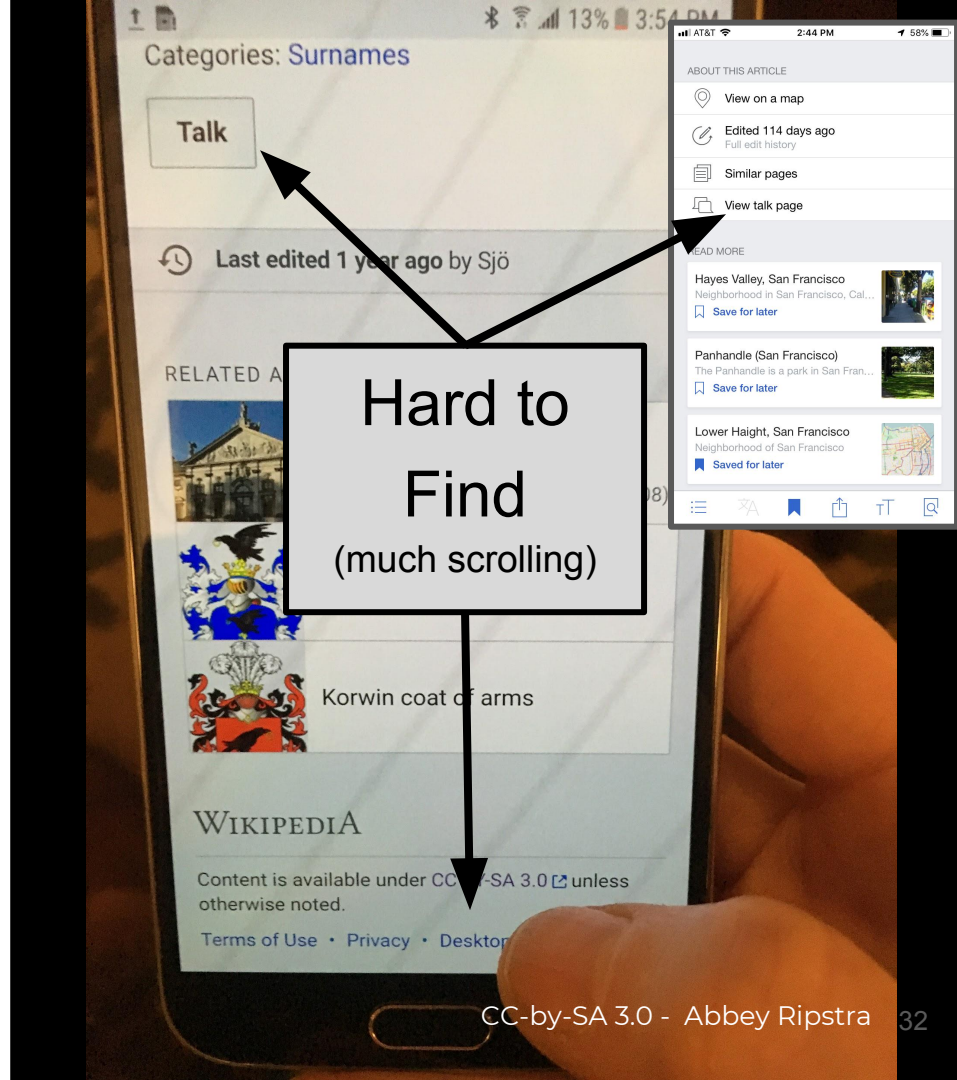 13% 3:54 PM
Categories: Surnames
Talk
Last edited 1 year ago by Sjö
RELATED A
08)
Korwin coat of arms
WIKIPEDIA
Content is available under CC -SA 3.0 unless
otherwise noted.
Terms of Use • Privacy • Desktop
Hard to
Find
(much scrolling)
AT&T 2:44 PM 58%
ABOUT THIS ARTICLE
View on a map
Edited 114 days ago
Full edit history
Similar pages
View talk page
READ MORE
Hayes Valley, San Francisco
Neighborhood in San Francisco, Cal...
Save for later
Panhandle (San Francisco)
The Panhandle is a park in San Fran...
Save for later
Lower Haight, San Francisco
Neighborhood of San Francisco
Saved for later
CC-by-SA 3.0 - Abbey Ripstra 32